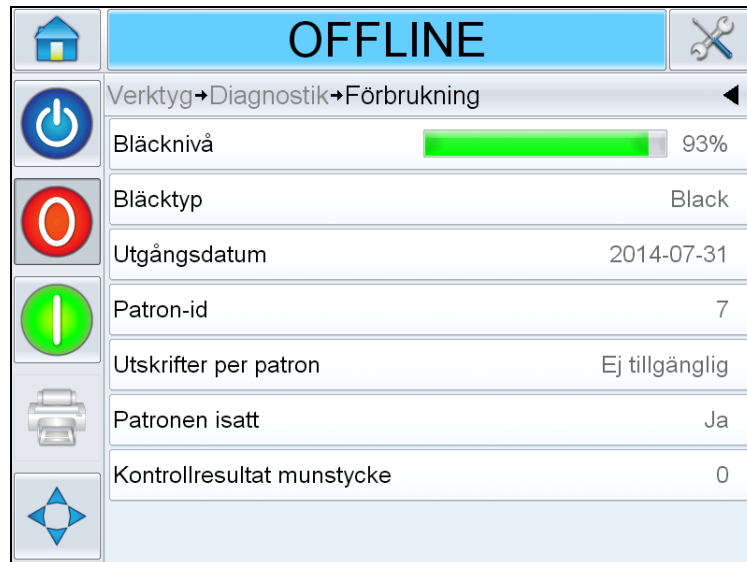 OFFLINE
Verktyg→Diagnostik→Förbrukning
Bläcknivå 93%
Bläcktyp Black
Utgångsdatum 2014-07-31
Patron-id 7
Utskrifter per patron Ej tillgänglig
Patronen isatt Ja
Kontrollresultat munstycke 0